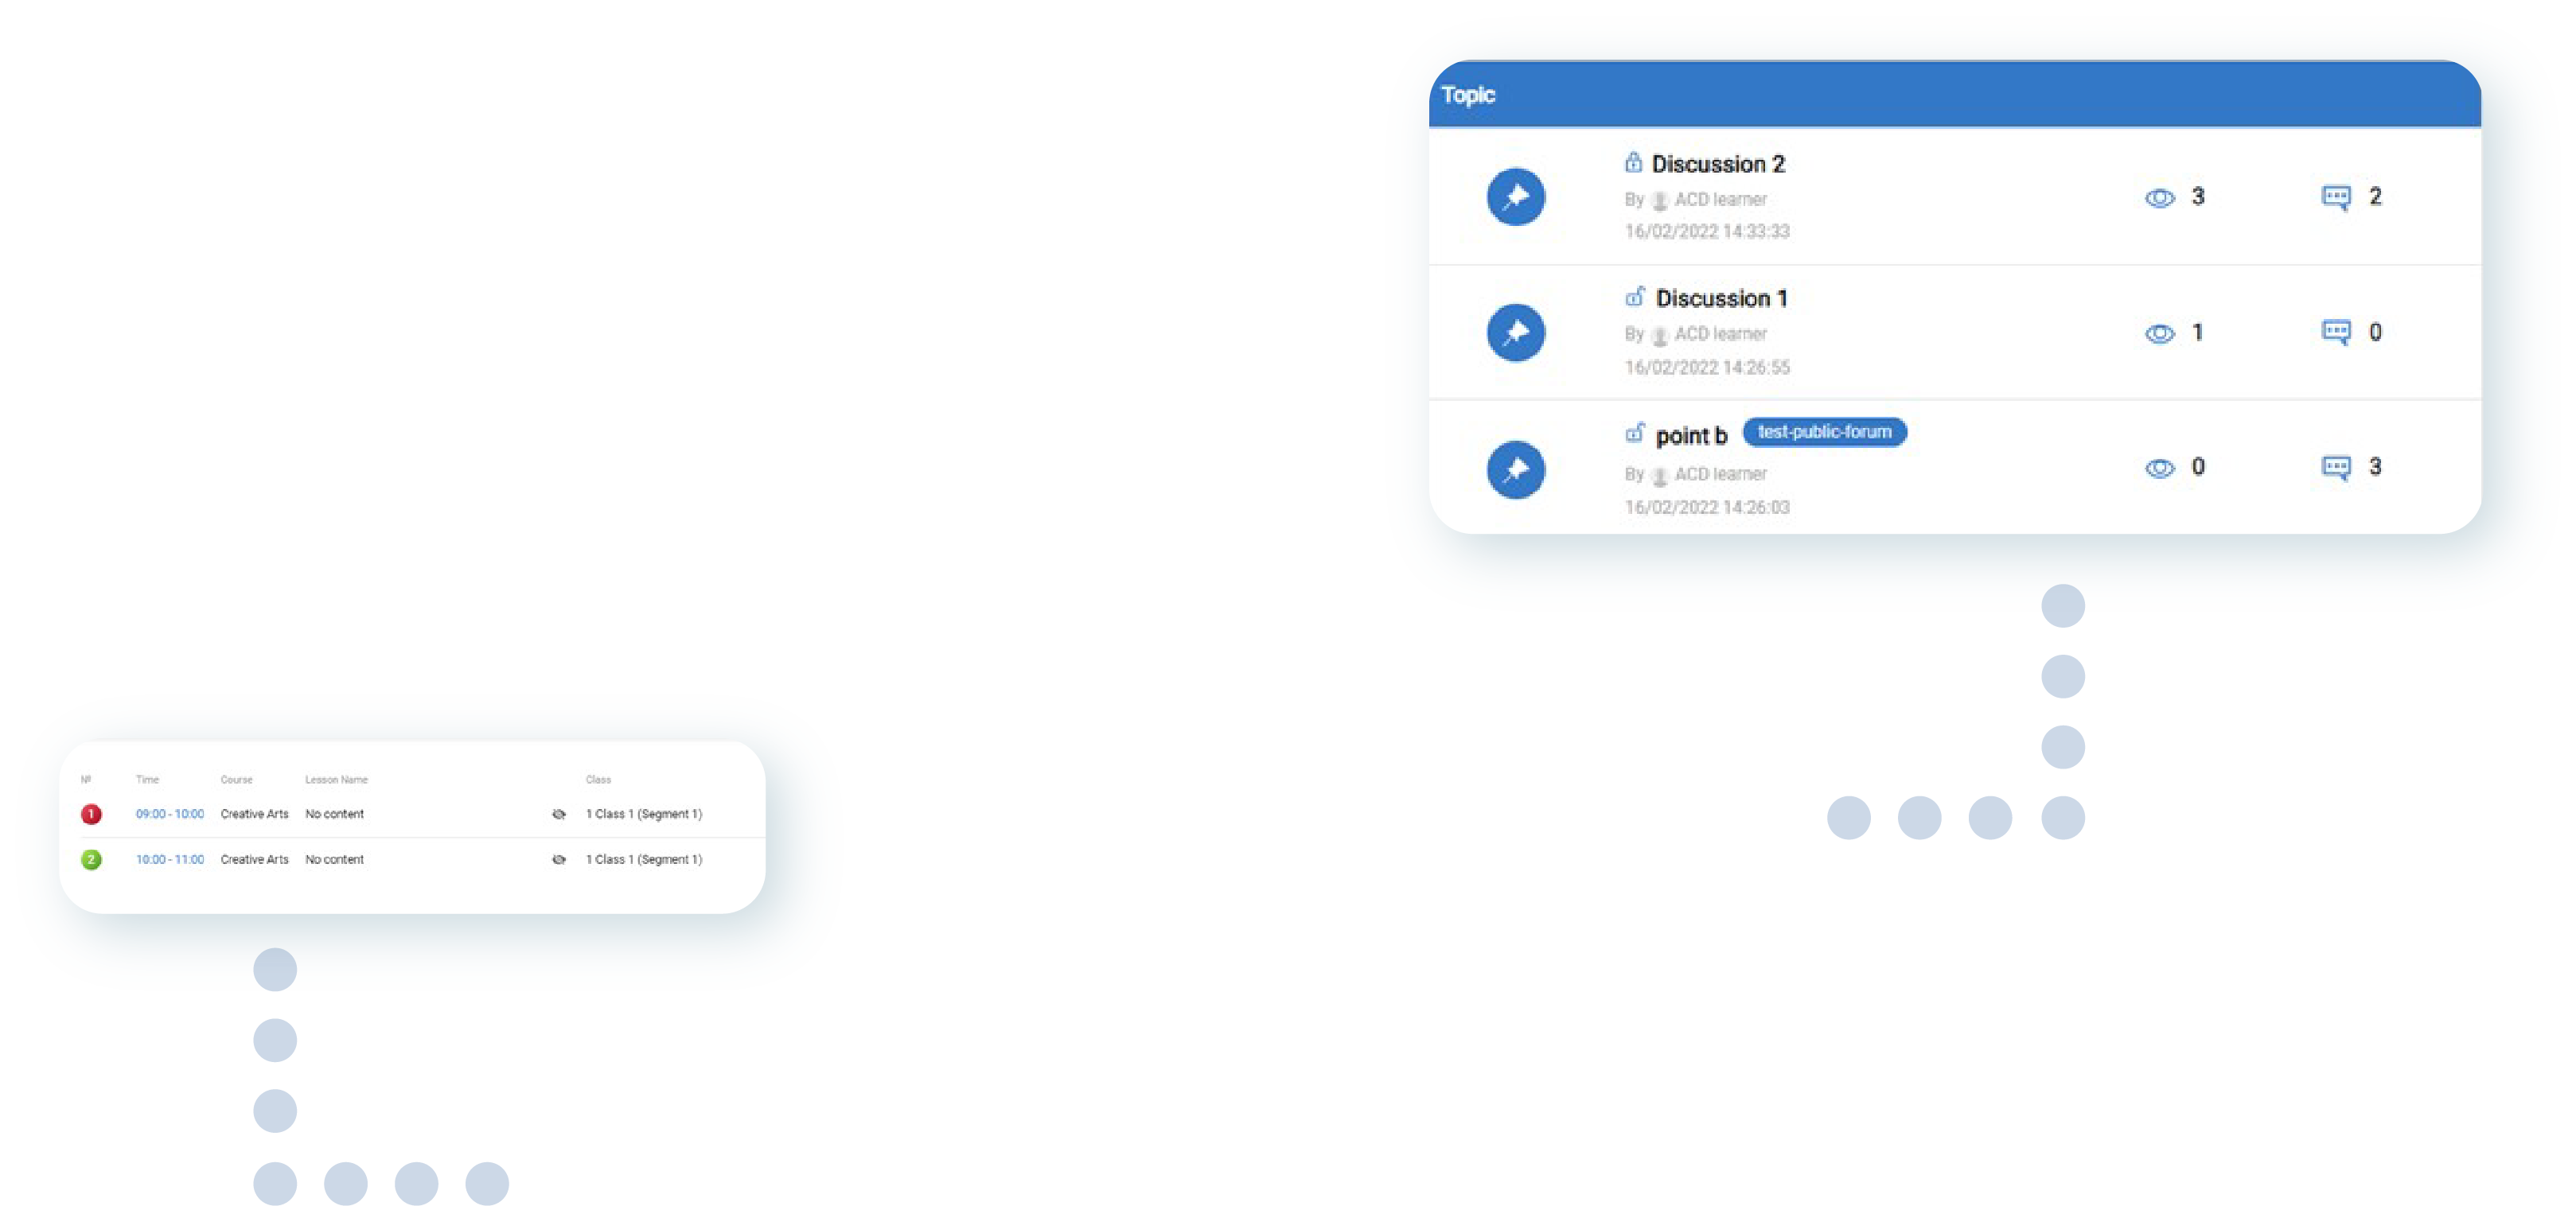 Topic
Discussion 2
By ACD learner
16/02/2022 14:33:33
3
2
Discussion 1
By ACD learner
16/02/2022 14:26:55
1
0
point b test-public-forum
By ACD learner
16/02/2022 14:26:03
0
3
Nº Time Course Lesson Name Class
1 09:00 - 10:00 Creative Arts No content 1 Class 1 (Segment 1)
2 10:00 - 11:00 Creative Arts No content 1 Class 1 (Segment 1)